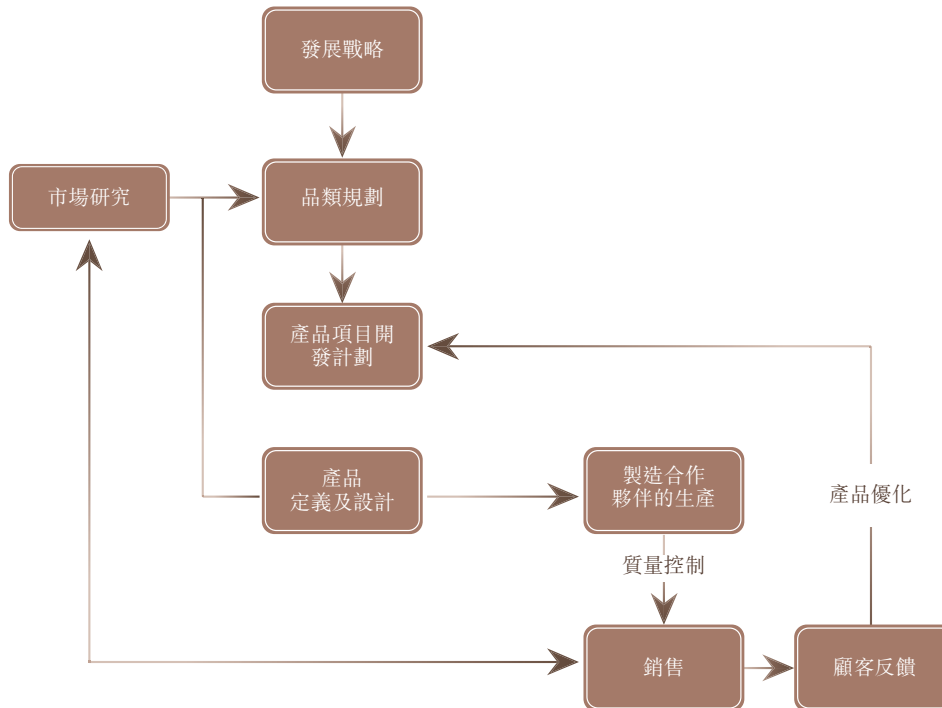 發展戰略
市場研究
品類規劃
產品項目開
發計劃
產品
定義及設計
製造合作
夥伴的生產
產品優化
質量控制
銷售
顧客反饋